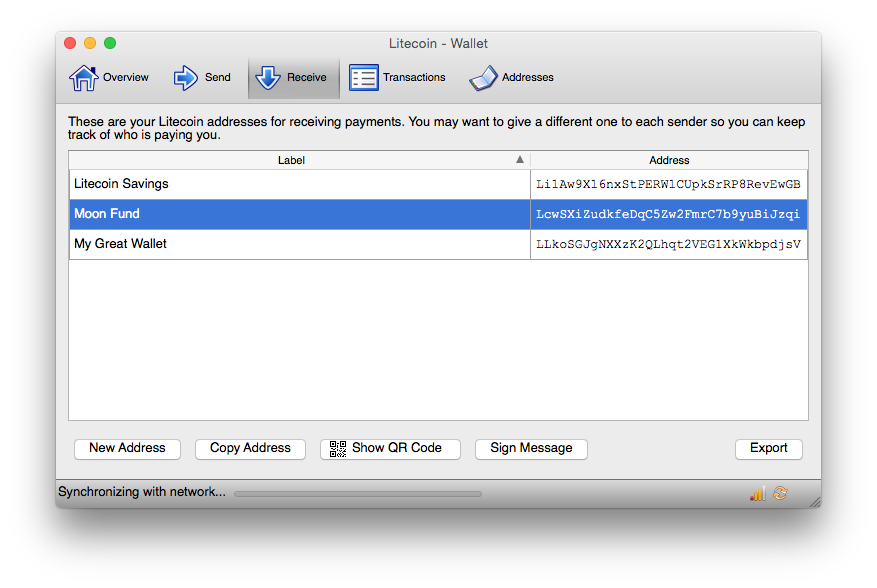 Litecoin - Wallet
Overview Send Receive Transactions Addresses
These are your Litecoin addresses for receiving payments. You may want to give a different one to each sender so you can keep
track of who is paying you.
Label Address
Litecoin Savings Li1Aw9X16nxStPERW1CUpkSrRP8RevEwGB
Moon Fund LcwSXiZudkfeDqC5Zw2FmrC7b9yuBiJzqi
My Great Wallet LLkoSGJgNXXzK2QLhqt2VEG1XkWkbpdjsV
New Address Copy Address Show QR Code Sign Message Export
Synchronizing with network...